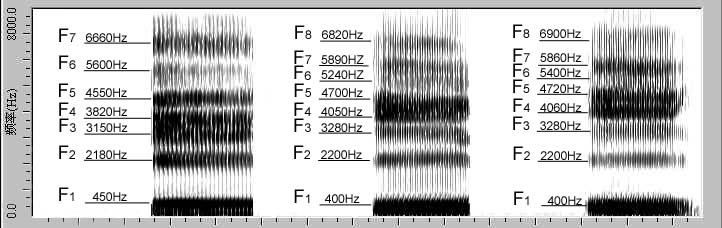 频率(Hz)
8000.0
0.0
F7 6660Hz
F6 5600Hz
F5 4550Hz
F4 3820Hz
F3 3150Hz
F2 2180Hz
F1 450Hz
F8 6820Hz
F7 5890HZ
F6 5240HZ
F5 4700Hz
F4 4050Hz
F3 3280Hz
F2 2200Hz
F1 400Hz
F8 6900Hz
F7 5860Hz
F6 5400Hz
F5 4720Hz
F4 4060Hz
F3 3280Hz
F2 2200Hz
F1 400Hz